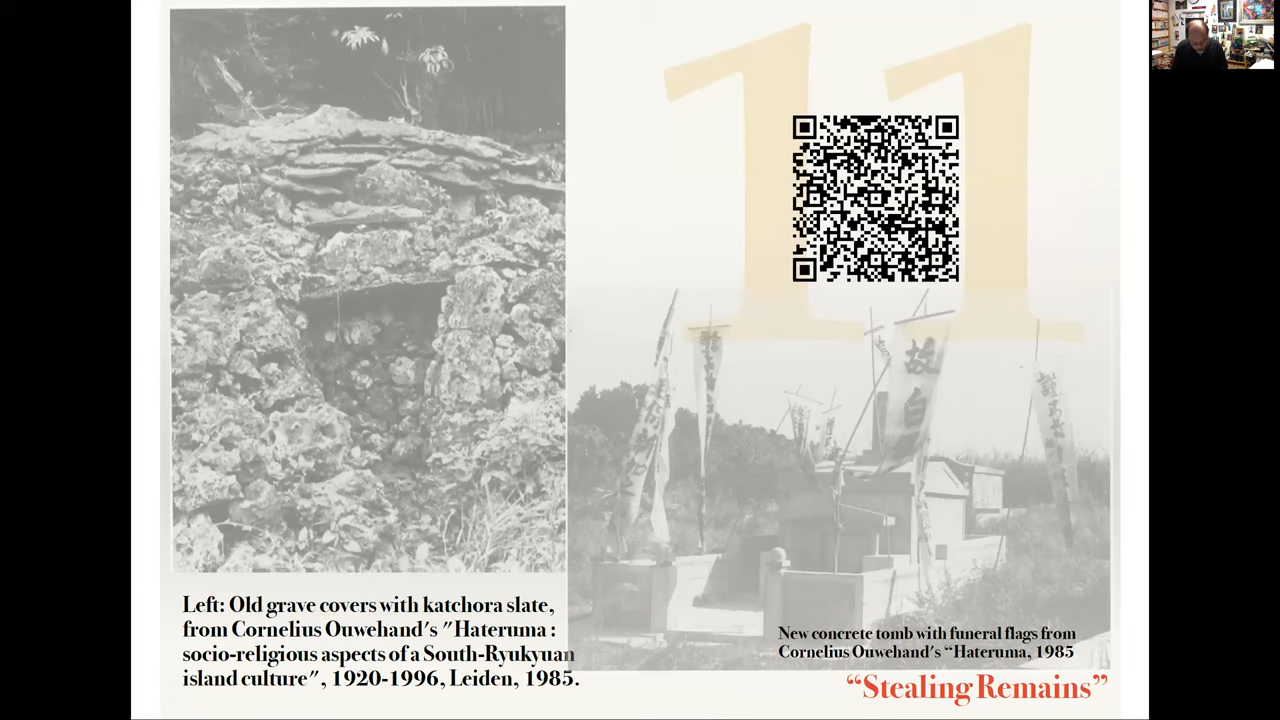 11
故
Left: Old grave covers with katchora slate,
from Cornelius Ouwehand's "Hateruma :
socio-religious aspects of a South-Ryukyuan
island culture", 1920-1996, Leiden, 1985.
New concrete tomb with funeral flags from
Cornelius Ouwehand's “Hateruma, 1985
“Stealing Remains”